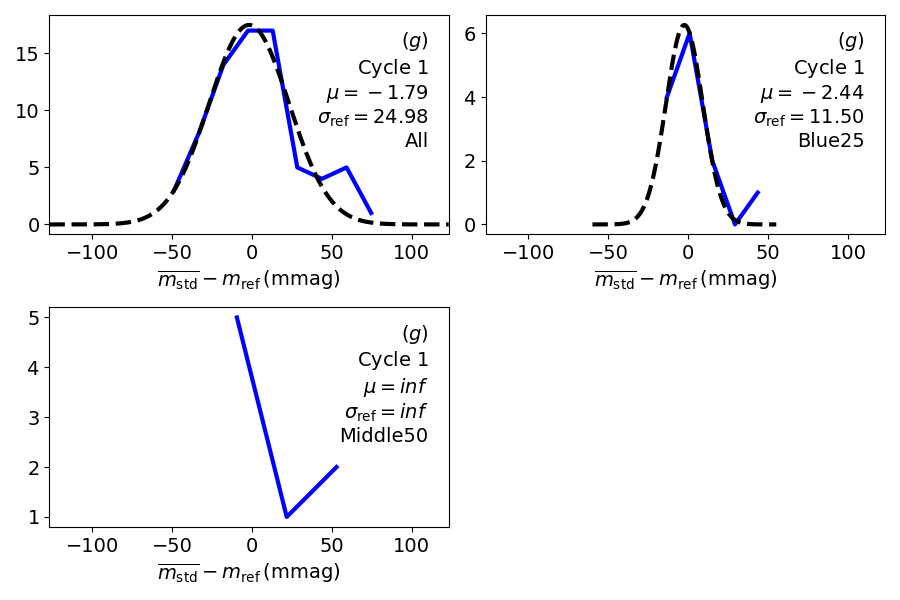 15
10
5
0
−100 −50 0 50 100
(g)
Cycle 1
μ = −1.79
σref = 24.98
All
m̅std − mref (mmag)
6
4
2
0
−100 −50 0 50 100
(g)
Cycle 1
μ = −2.44
σref = 11.50
Blue25
m̅std − mref (mmag)
5
4
3
2
1
−100 −50 0 50 100
(g)
Cycle 1
μ = inf
σref = inf
Middle50
m̅std − mref (mmag)